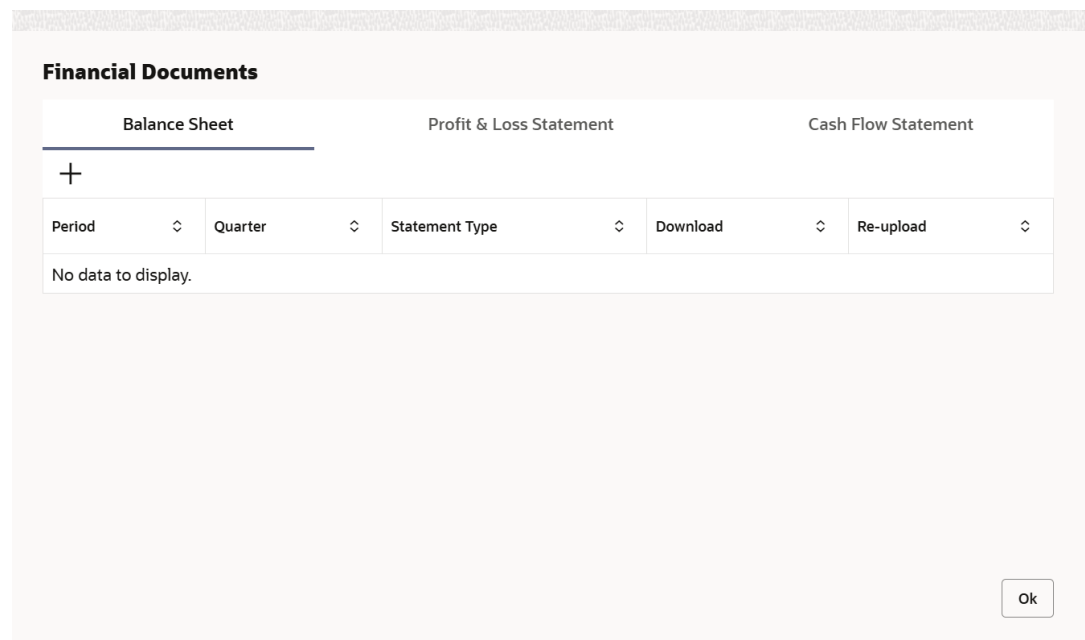 Financial Documents
Balance Sheet Profit & Loss Statement Cash Flow Statement
Period Quarter Statement Type Download Re-upload
No data to display.
Ok